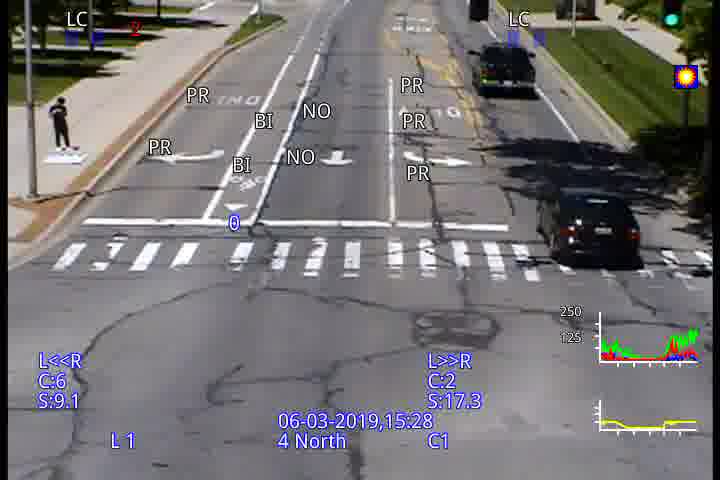 LC
LC
2
PR
PR
NO
BI
PR
PR
NO
BI
PR
0
250
125
L<<R
C:6
S:9.1
L>>R
C:2
S:17.3
06-03-2019,15:28
L 1
4 North
C1